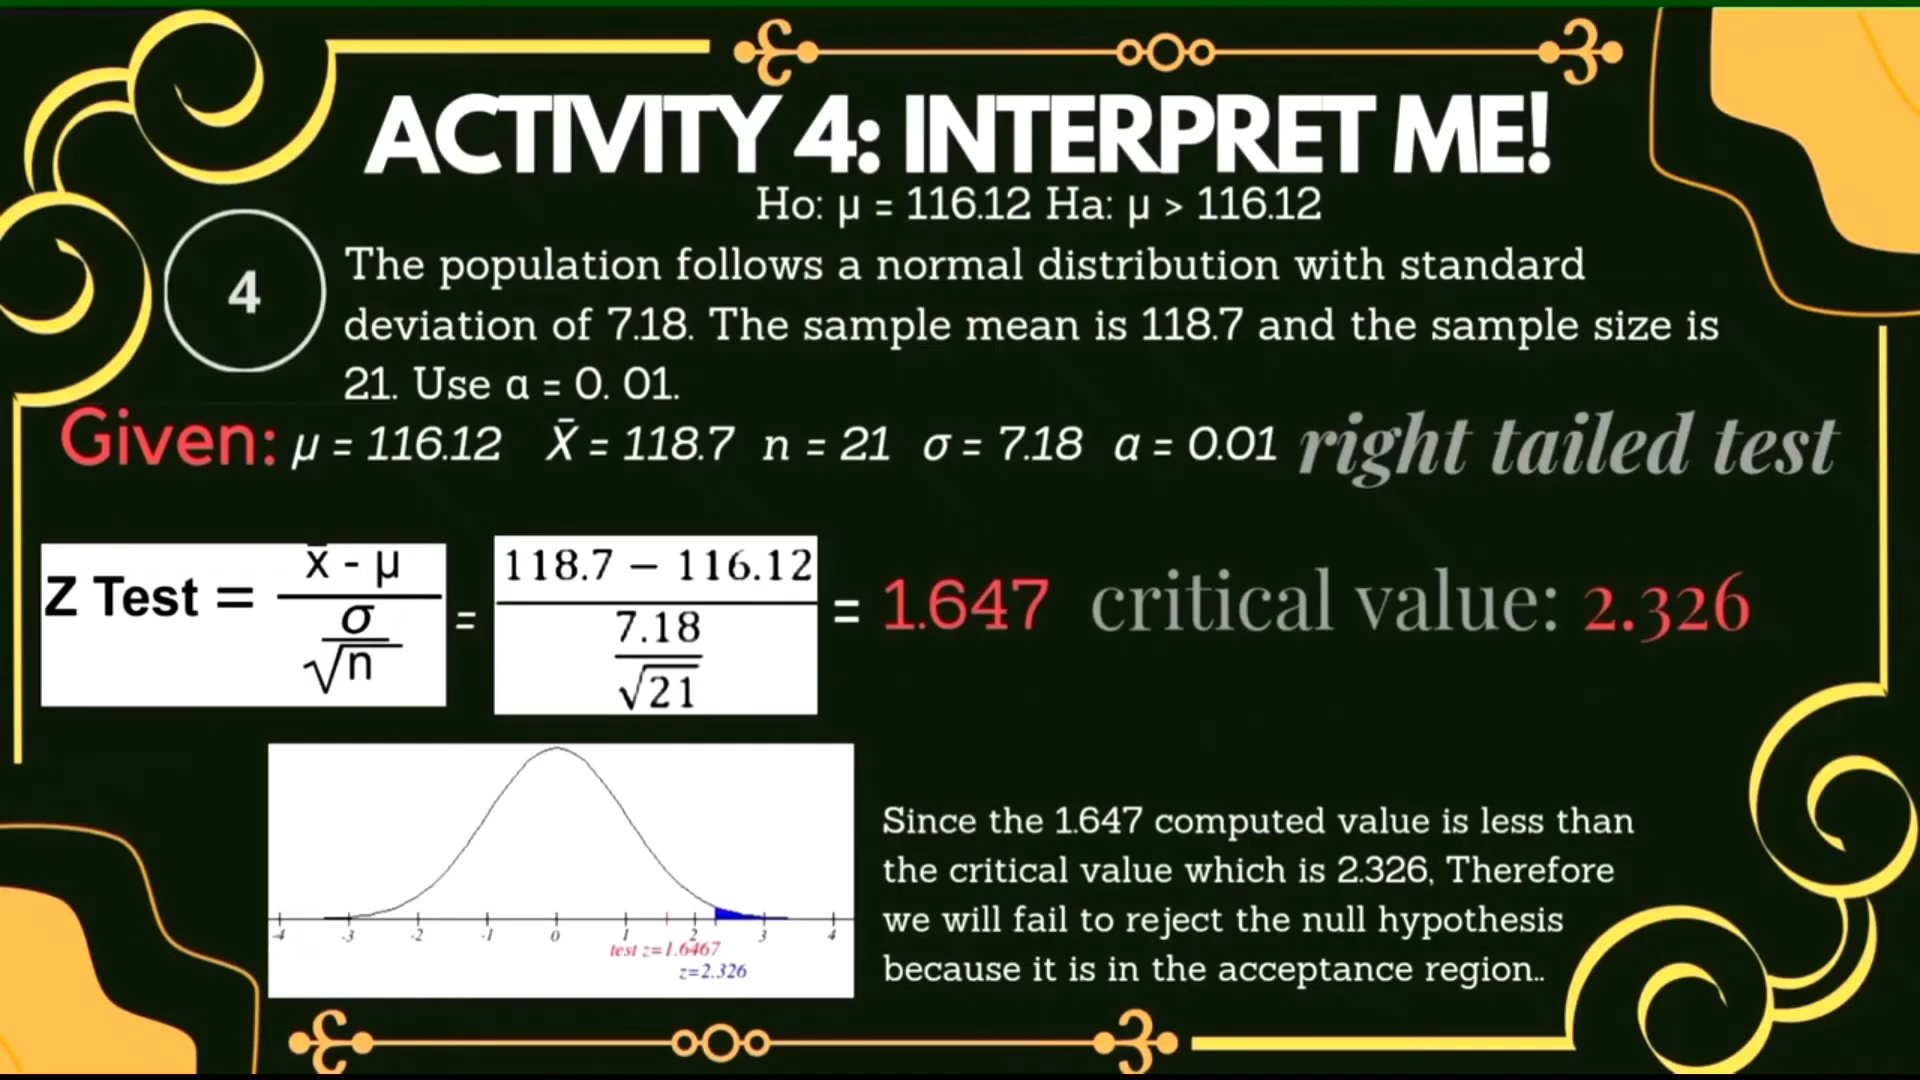 ACTIVITY 4: INTERPRET ME!
Ho: μ = 116.12 Ha: μ > 116.12
4
The population follows a normal distribution with standard
deviation of 7.18. The sample mean is 118.7 and the sample size is
21. Use ɑ = 0. 01.
Given: μ = 116.12 X̄ = 118.7 n = 21 σ = 7.18 ɑ = 0.01 right tailed test
Z Test = x̄ - μ
σ
√n
=
118.7 − 116.12
7.18
√21
= 1.647 critical value: 2.326
-4 -3 -2 -1 0 1 2 3 4
test z=1.6467
z=2.326
Since the 1.647 computed value is less than
the critical value which is 2.326, Therefore
we will fail to reject the null hypothesis
because it is in the acceptance region..